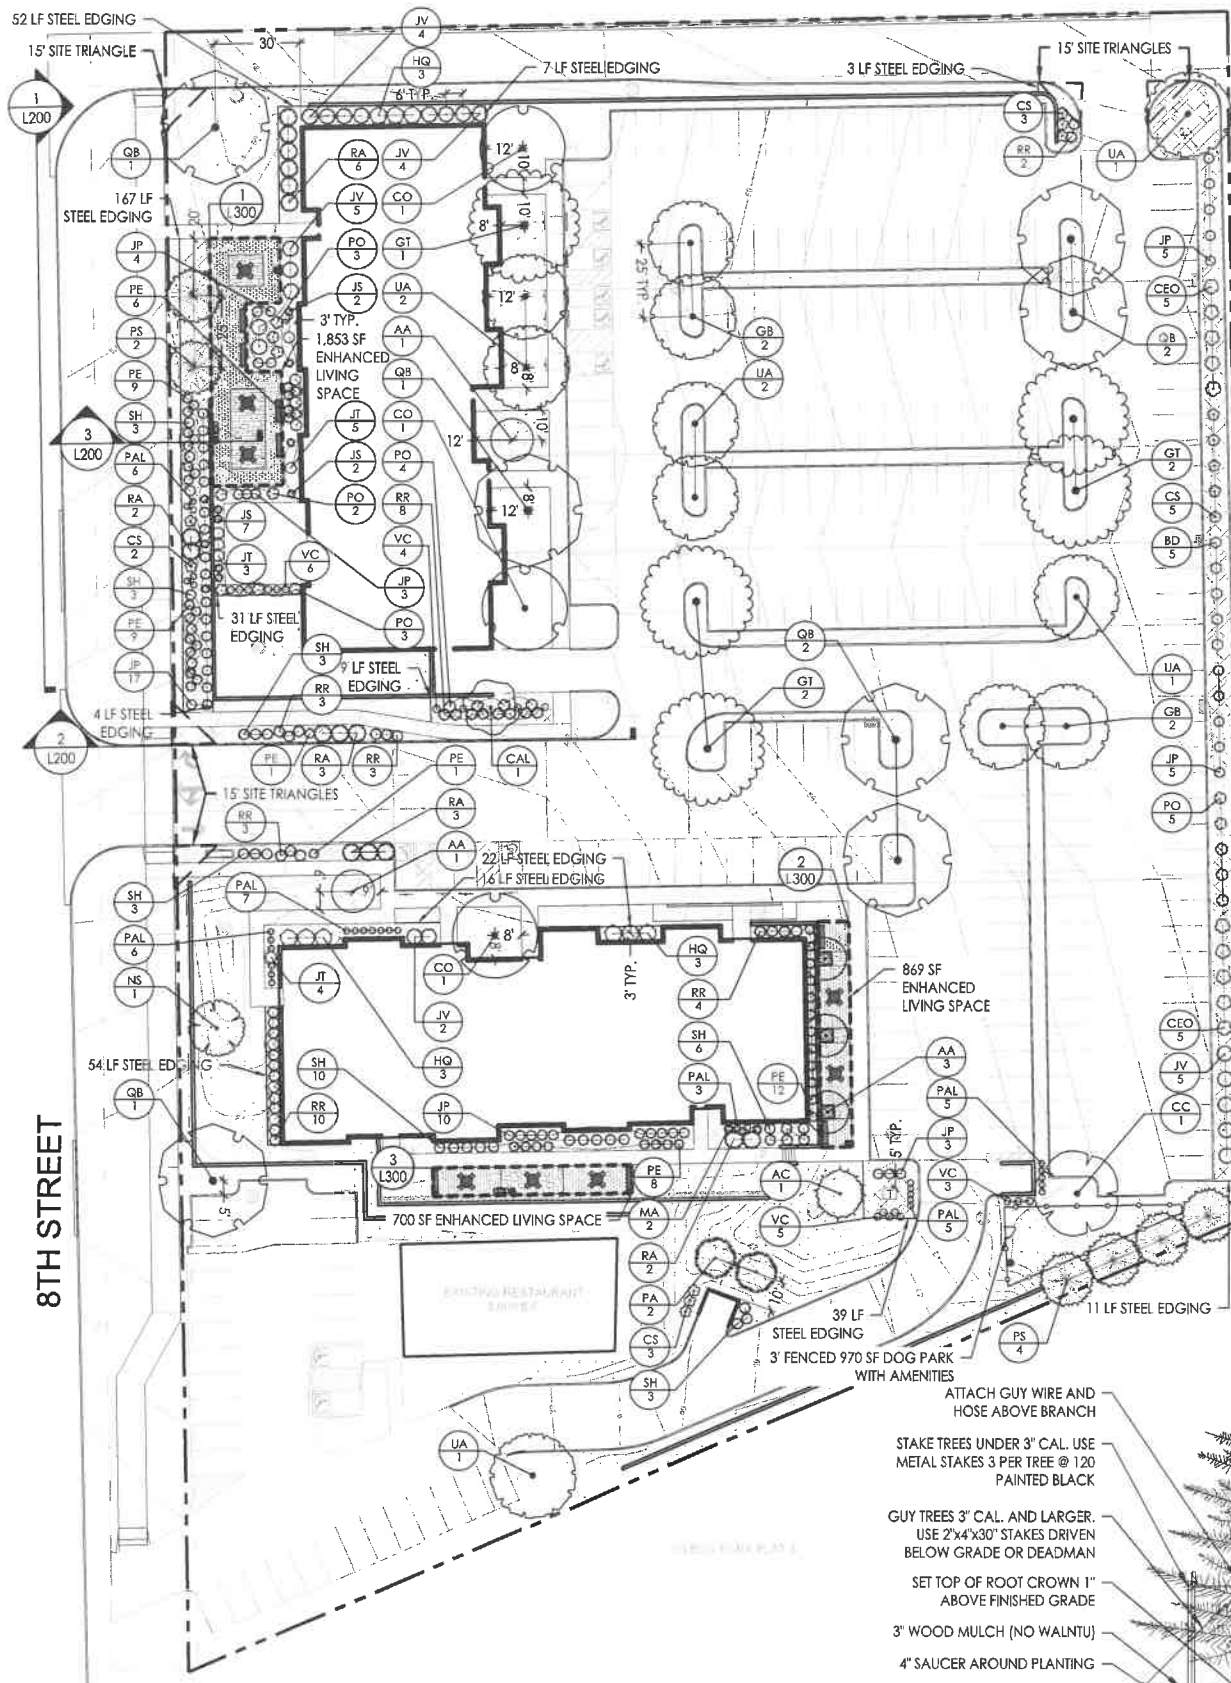 52 LF STEEL EDGING
JV
4
15' SITE TRIANGLE
30'
HQ
3
7 LF STEEL EDGING
3 LF STEEL EDGING
15' SITE TRIANGLES
6' TYP.
1
L200
CS
3
QB
1
RA
6
JV
4
12'
10'
RR
2
UA
1
1
L300
167 LF
STEEL EDGING
20'
JV
5
CO
1
10'
JP
4
PO
3
GT
1
8'
JP
5
PE
6
JS
2
UA
2
12'
25' TYP.
CEO
5
3' TYP.
1,853 SF
ENHANCED
LIVING
SPACE
PS
2
AA
1
GB
2
QB
2
PE
9
QB
1
8'
8'
UA
2
SH
3
3
L200
JT
5
CO
1
12'
10'
GT
2
PAL
6
JS
2
PO
4
8'
CS
5
RA
2
PO
2
RR
8
12'
BD
5
CS
2
JS
7
VC
4
SH
3
JT
3
VC
6
JP
3
PE
9
31 LF STEEL
EDGING
PO
3
QB
2
UA
1
JP
17
SH
3
9 LF STEEL
EDGING
GT
2
RR
3
4 LF STEEL
EDGING
GB
2
2
L200
PE
1
RA
3
RR
3
PE
1
CAL
1
JP
5
15' SITE TRIANGLES
RA
3
PO
5
RR
3
AA
1
22 LF STEEL EDGING
16 LF STEEL EDGING
2
L300
SH
3
PAL
7
9'
PAL
6
8'
HQ
3
NS
1
JT
4
CO
1
3' TYP.
RR
4
869 SF
ENHANCED
LIVING SPACE
JV
2
SH
6
CEO
5
54 LF STEEL EDGING
SH
10
HQ
3
PAL
3
PE
12
AA
3
JV
5
QB
1
RR
10
JP
10
PAL
5
CC
1
8TH STREET
5' TYP.
JP
3
3
L300
PE
8
AC
1
VC
3
5'
700 SF ENHANCED LIVING SPACE
MA
2
VC
5
PAL
5
RA
2
EXISTING RESTAURANT
PA
2
10'
39 LF
STEEL EDGING
11 LF STEEL EDGING
CS
3
PS
4
SH
3
3' FENCED 970 SF DOG PARK
WITH AMENITIES
ATTACH GUY WIRE AND
HOSE ABOVE BRANCH
UA
1
STAKE TREES UNDER 3" CAL. USE
METAL STAKES 3 PER TREE @ 120
PAINTED BLACK
GUY TREES 3" CAL. AND LARGER.
USE 2"x4"x30" STAKES DRIVEN
BELOW GRADE OR DEADMAN
SET TOP OF ROOT CROWN 1"
ABOVE FINISHED GRADE
3" WOOD MULCH (NO WALNTU)
4" SAUCER AROUND PLANTING